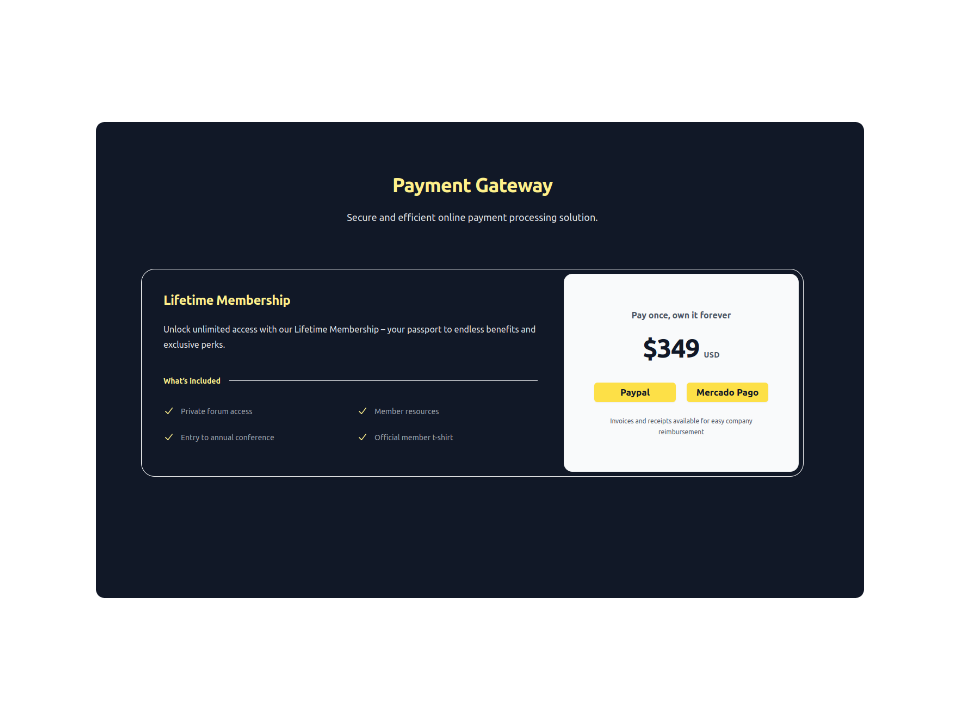 Payment Gateway
Secure and efficient online payment processing solution.
Lifetime Membership
Unlock unlimited access with our Lifetime Membership – your passport to endless benefits and
exclusive perks.
What's included
Private forum access
Member resources
Entry to annual conference
Official member t-shirt
Pay once, own it forever
$349 USD
Paypal
Mercado Pago
Invoices and receipts available for easy company
reimbursement